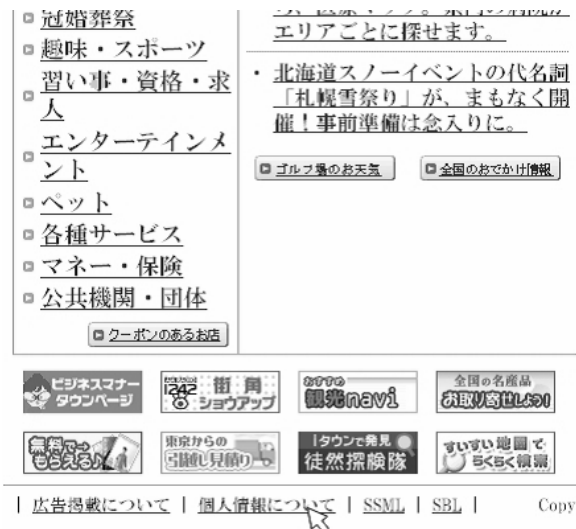 冠婚葬祭
趣味・スポーツ
習い事・資格・求
人
エンターテインメ
ント
ペット
各種サービス
マネー・保険
公共機関・団体
クーポンのあるお店
エリアごとに探せます。
・ 北海道スノーイベントの代名詞
「札幌雪祭り」が、まもなく開
催！事前準備は念入りに。
ゴルフ場のお天気
全国のおでかけ情報
ビジネスマナー
タウンページ
1242
街角
ショウアップ
おすすめ
観光navi
全国の名産品
お取り寄せしよう!
無料で→
もらえる♪
東京からの
引越し見積り
iタウンで発見
徒然探検隊
すいすい地図で
らくらく検索
| 広告掲載について | 個人情報について | SSML | SBL | Copy